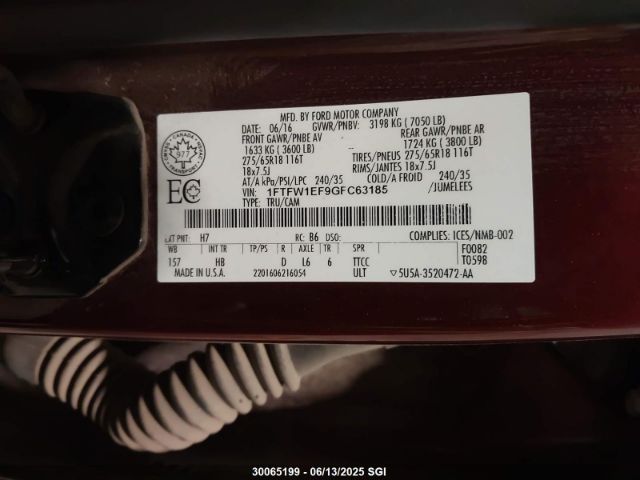 MFD. BY FORD MOTOR COMPANY
DATE: 06/16 GVWR/PNBV: 3198 KG ( 7050 LB)
FRONT GAWR/PNBE AV REAR GAWR/PNBE AR
1633 KG ( 3600 LB) 1724 KG ( 3800 LB)
275/65R18 116T TIRES/PNEUS 275/65R18 116T
18x7.5J RIMS/JANTES 18x7.5J
AT/A kPa/PSI/LPC 240/35 COLD/A FROID 240/35
VIN: 1FTFW1EF9GFC63185 /JUMELEES
TYPE: TRU/CAM
CANADA
977
TRANSPORT
EC
EXT PNT: H7 RC: B6 DSO: COMPLIES: ICES/NMB-002
WB INT TR TP/PS R AXLE TR SPR F0082
157 HB D L6 6 TTCC T0598
MADE IN U.S.A. 2201606216054 ULT ▽5U5A-3520472-AA
30065199 - 06/13/2025 SGI